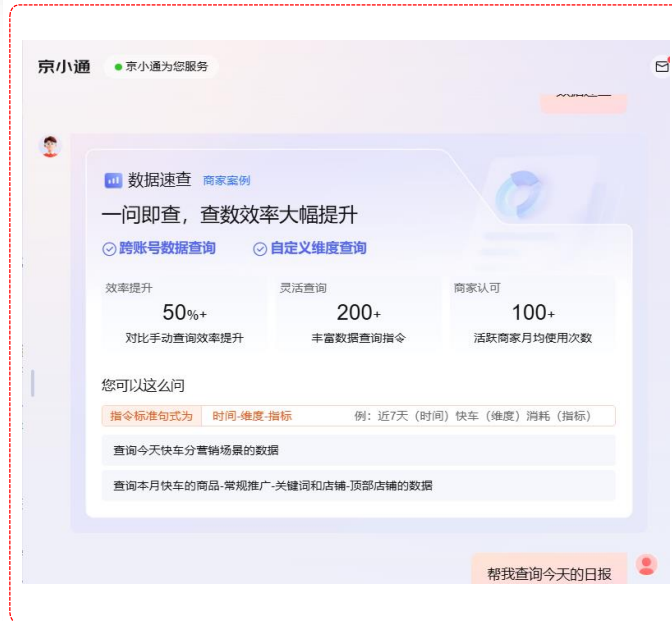 京小通
京小通为您服务
数据速查
数据速查 商家案例
一问即查，查数效率大幅提升
跨账号数据查询 自定义维度查询
效率提升 灵活查询 商家认可
50%+ 200+ 100+
对比手动查询效率提升 丰富数据查询指令 活跃商家月均使用次数
您可以这么问
指令标准句式为 时间-维度-指标 例：近7天（时间）快车（维度）消耗（指标）
查询今天快车分营销场景的数据
查询本月快车的商品-常规推广-关键词和店铺-顶部店铺的数据
帮我查询今天的日报